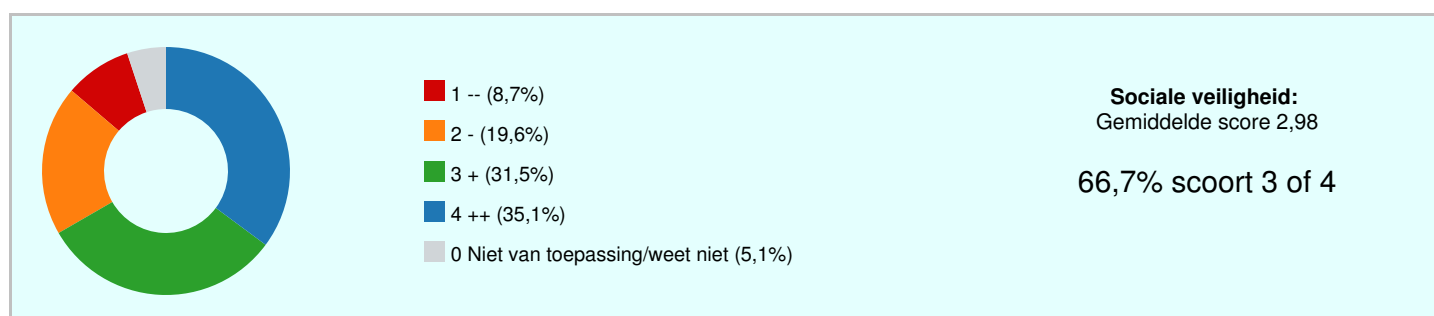 1 -- (8,7%)
2 - (19,6%)
3 + (31,5%)
4 ++ (35,1%)
0 Niet van toepassing/weet niet (5,1%)
Sociale veiligheid:
Gemiddelde score 2,98
66,7% scoort 3 of 4